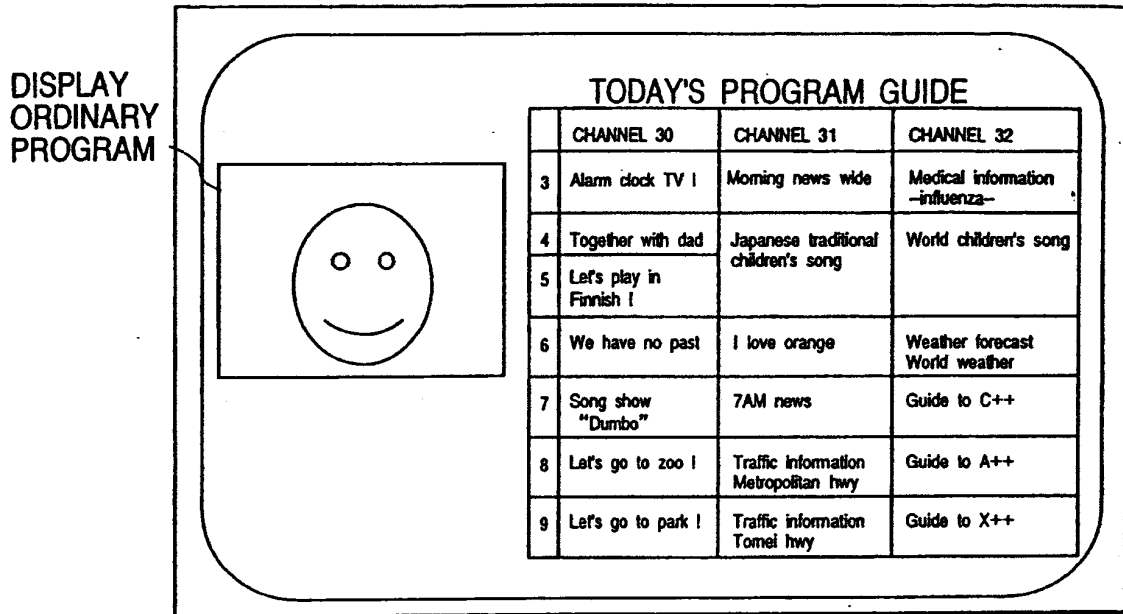 DISPLAY
ORDINARY
PROGRAM
TODAY'S PROGRAM GUIDE
CHANNEL 30 CHANNEL 31 CHANNEL 32
3 Alarm clock TV ! Morning news wide Medical information
–influenza–
4 Together with dad Japanese traditional World children's song
children's song
5 Let's play in
Finnish !
6 We have no past I love orange Weather forecast
World weather
7 Song show 7AM news Guide to C++
“Dumbo”
8 Let's go to zoo ! Traffic information Guide to A++
Metropolitan hwy
9 Let's go to park ! Traffic information Guide to X++
Tomei hwy